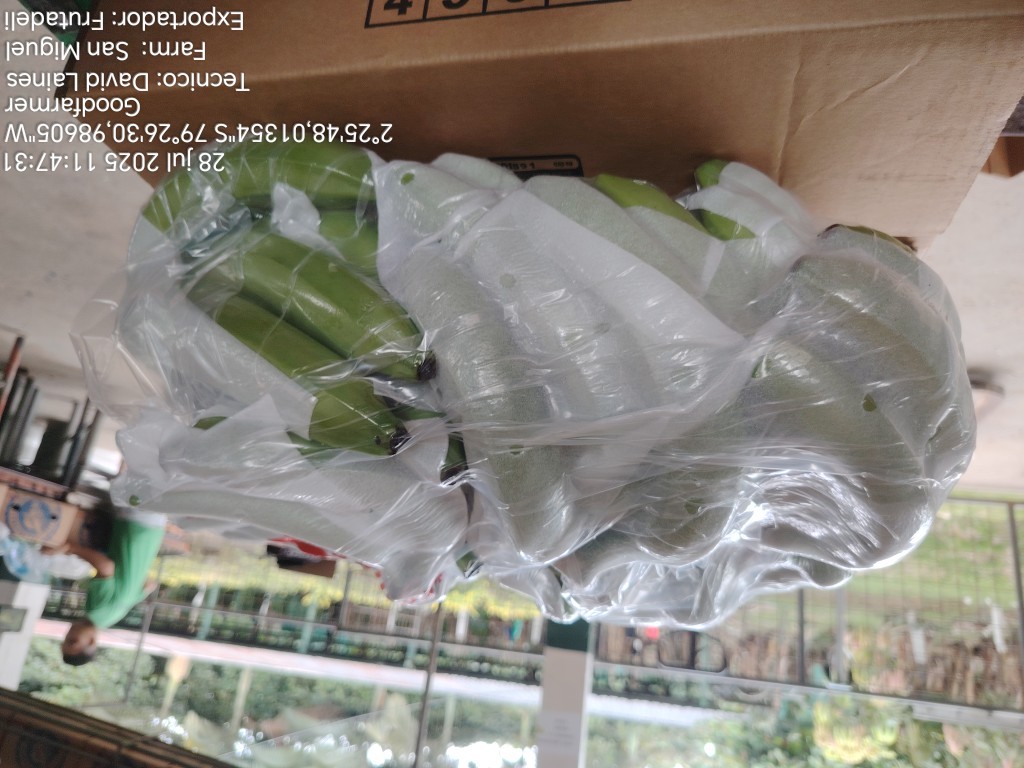 28 jul 2025 11:47:31
2°25'48,01354"S 79°26'30,98605"W
Goodfarmer
Tecnico: David Laines
Farm: San Miguel
Exportador: Frutadeli